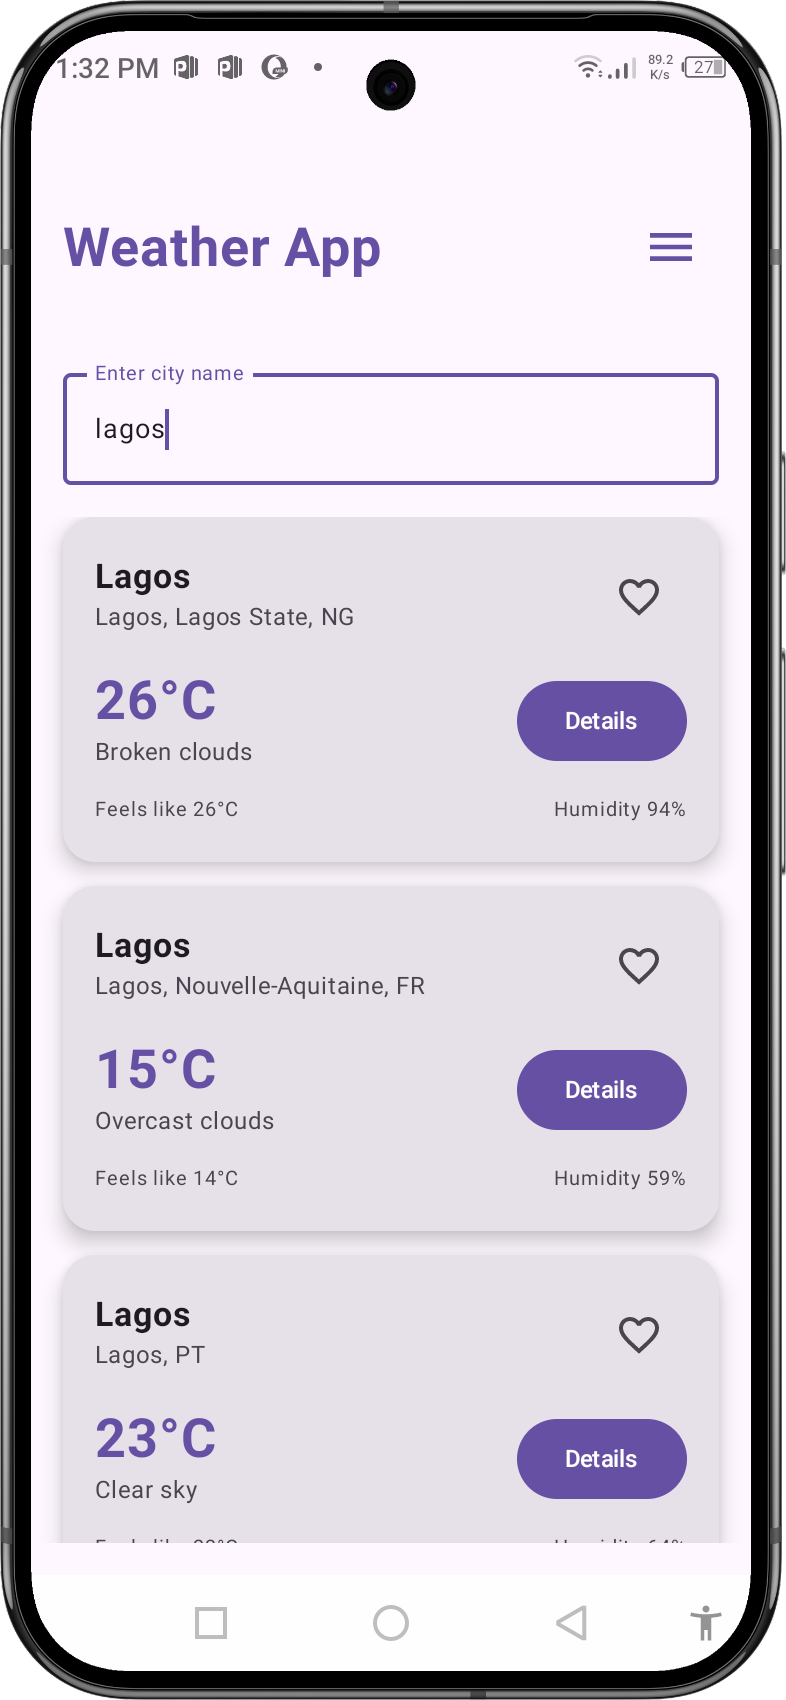 1:32 PM
89.2
K/s
27
Weather App
Enter city name
lagos
Lagos
Lagos, Lagos State, NG
26°C
Broken clouds
Details
Feels like 26°C
Humidity 94%
Lagos
Lagos, Nouvelle-Aquitaine, FR
15°C
Overcast clouds
Details
Feels like 14°C
Humidity 59%
Lagos
Lagos, PT
23°C
Clear sky
Details